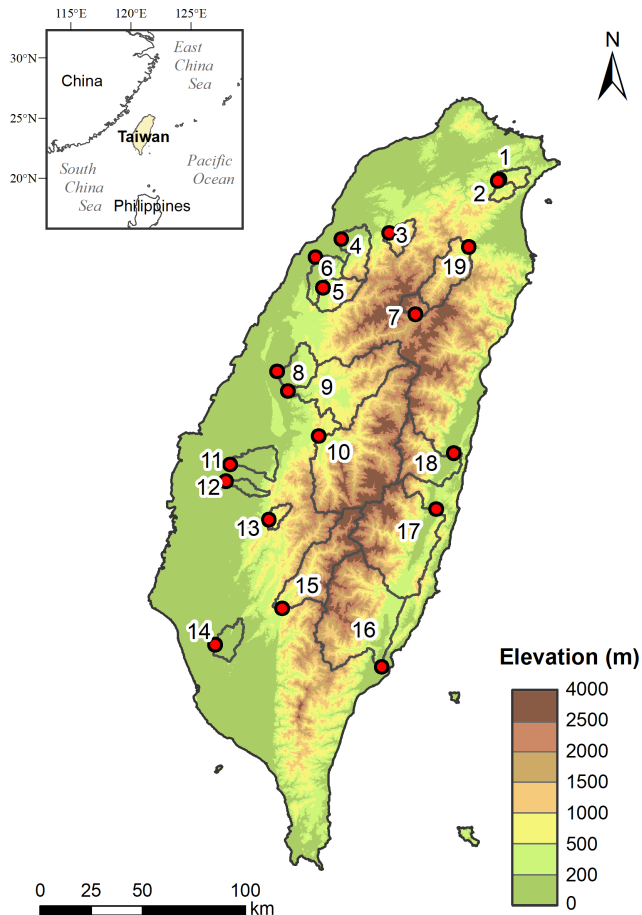 115°E 120°E 125°E
30°N
25°N
20°N
East
China
Sea
China
Taiwan
South
China
Sea
Pacific
Ocean
Philippines
N
1
2
3
4
19
6
5
7
8
9
10
18
11
12
13
17
15
14
16
Elevation (m)
4000
2500
2000
1500
1000
500
200
0
0 25 50 100
km